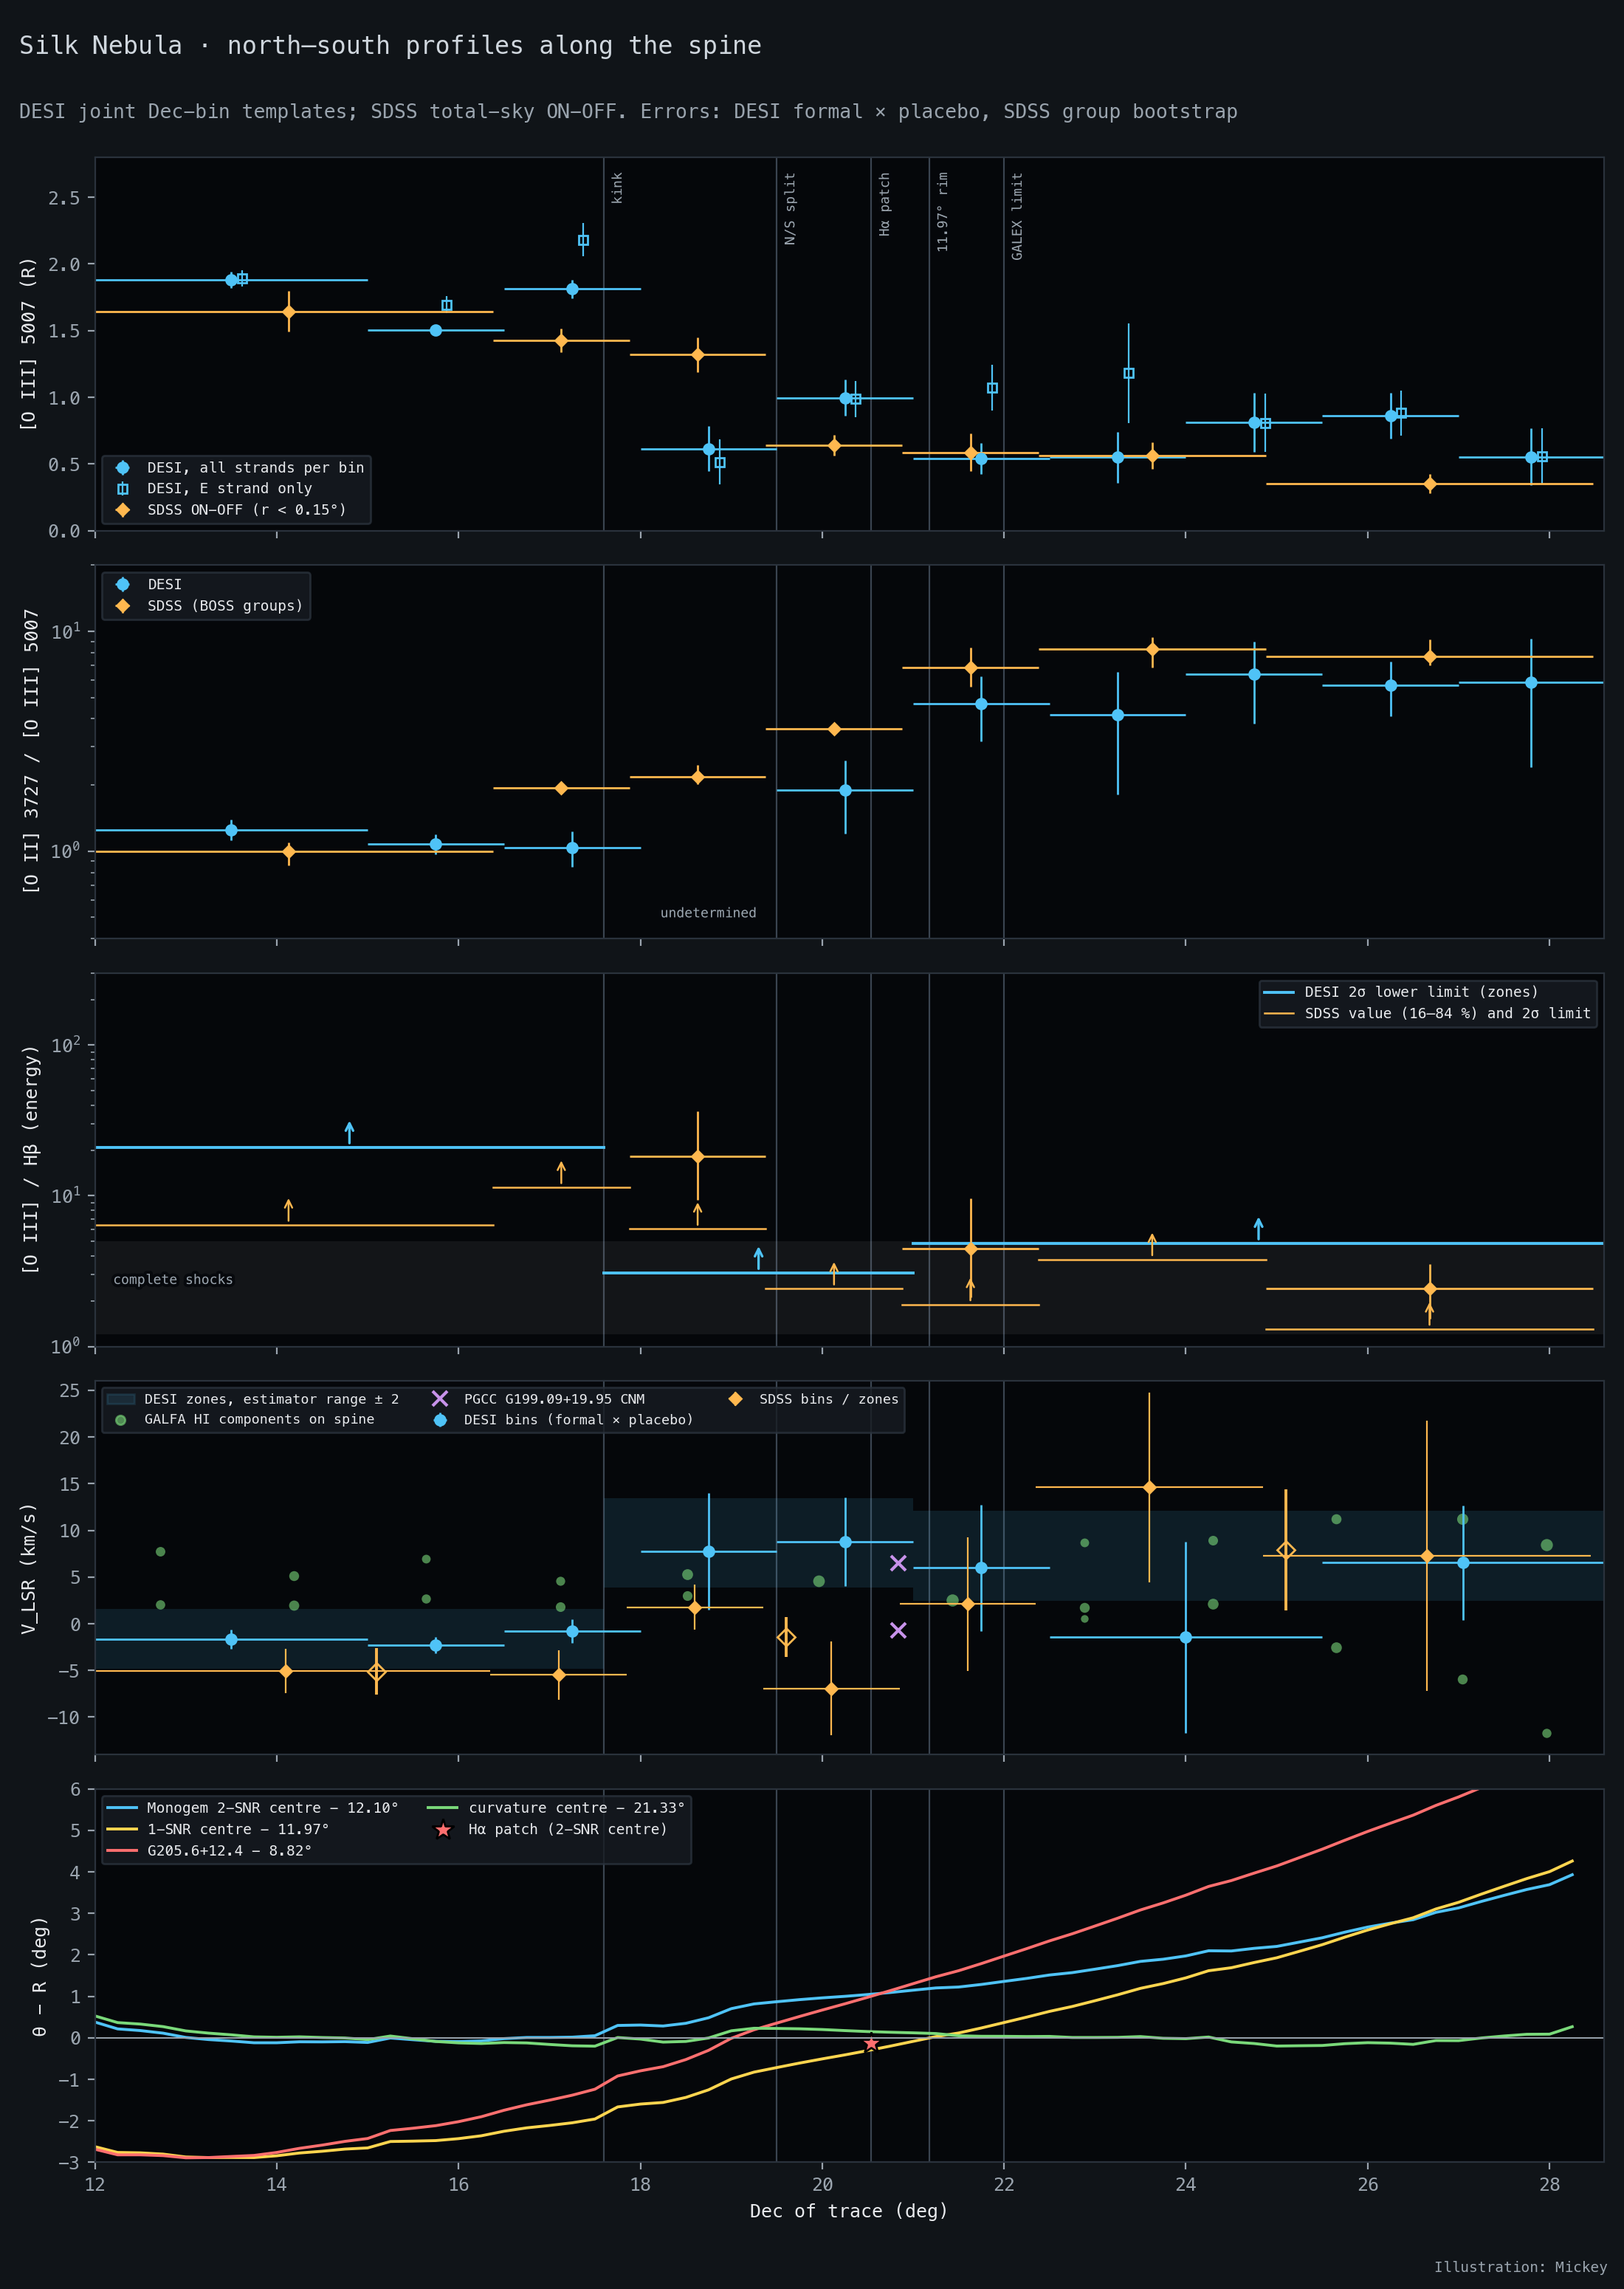 Silk Nebula · north–south profiles along the spine
DESI joint Dec–bin templates; SDSS total–sky ON–OFF. Errors: DESI formal × placebo, SDSS group bootstrap
kink
N/S split
Hα patch
11.97° rim
GALEX limit
[O III] 5007 (R)
2.5
2.0
1.5
1.0
0.5
0.0
DESI, all strands per bin
DESI, E strand only
SDSS ON–OFF (r < 0.15°)
[O II] 3727 / [O III] 5007
10¹
10⁰
DESI
SDSS (BOSS groups)
undetermined
[O III] / Hβ (energy)
10²
10¹
10⁰
DESI 2σ lower limit (zones)
SDSS value (16–84 %) and 2σ limit
complete shocks
V_LSR (km/s)
25
20
15
10
5
0
−5
−10
DESI zones, estimator range ± 2
GALFA HI components on spine
PGCC G199.09+19.95 CNM
DESI bins (formal × placebo)
SDSS bins / zones
θ − R (deg)
6
5
4
3
2
1
0
−1
−2
−3
Monogem 2–SNR centre − 12.10°
1–SNR centre − 11.97°
G205.6+12.4 − 8.82°
curvature centre − 21.33°
Hα patch (2–SNR centre)
12 14 16 18 20 22 24 26 28
Dec of trace (deg)
Illustration: Mickey